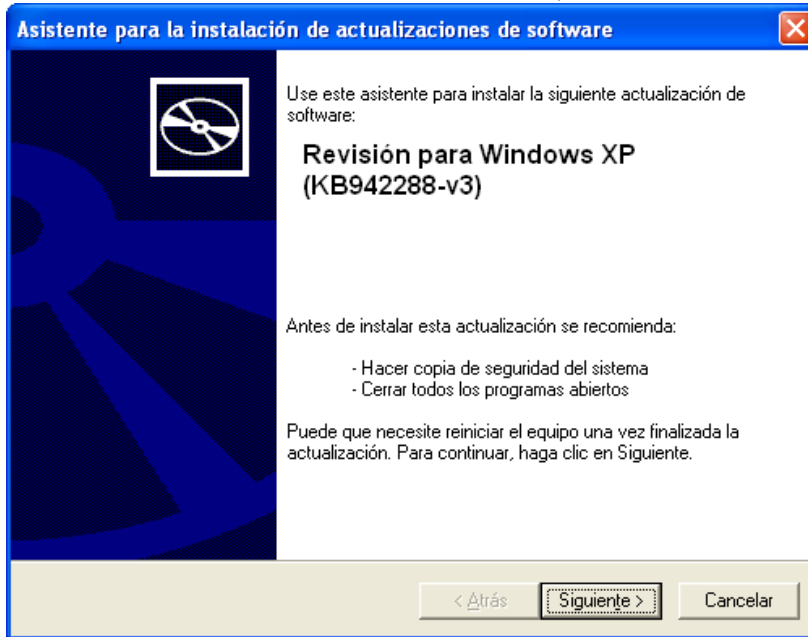 Asistente para la instalación de actualizaciones de software
Use este asistente para instalar la siguiente actualización de
software:
Revisión para Windows XP
(KB942288-v3)
Antes de instalar esta actualización se recomienda:
- Hacer copia de seguridad del sistema
- Cerrar todos los programas abiertos
Puede que necesite reiniciar el equipo una vez finalizada la
actualización. Para continuar, haga clic en Siguiente.
< Atrás
Siguiente >
Cancelar